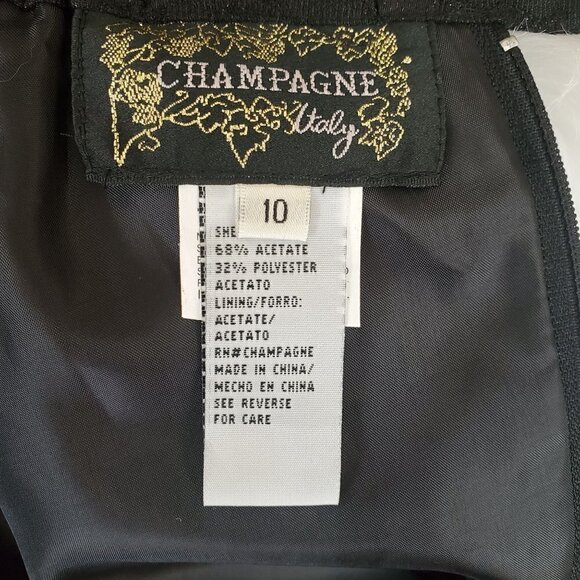 CHAMPAGNE
Italy
10
SHE
68% ACETATE
32% POLYESTER
ACETATO
LINING/FORRO:
ACETATE/
ACETATO
RN#CHAMPAGNE
MADE IN CHINA/
MECHO EN CHINA
SEE REVERSE
FOR CARE